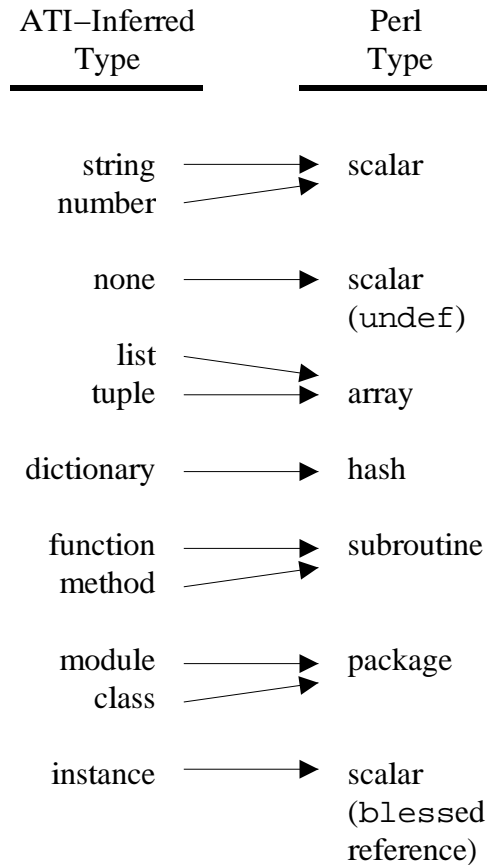 ATI–Inferred Perl
Type Type
string scalar
number
none scalar
(undef)
list
tuple array
dictionary hash
function subroutine
method
module package
class
instance scalar
(blessed
reference)